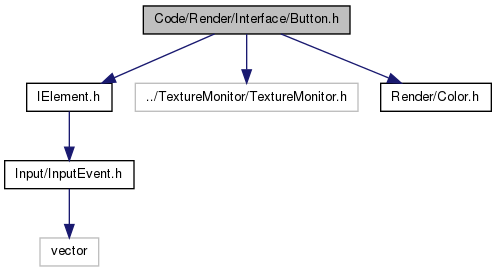 Code/Render/Interface/Button.h
IElement.h
../TextureMonitor/TextureMonitor.h
Render/Color.h
Input/InputEvent.h
vector